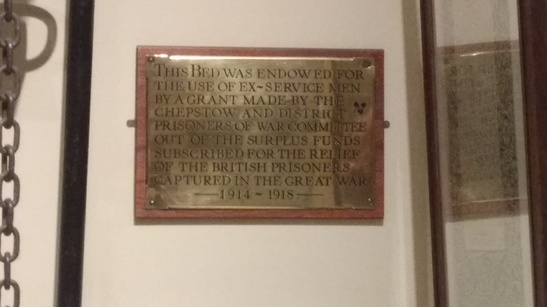 THIS BED WAS ENDOWED FOR
THE USE OF EX~SERVICE MEN
BY A GRANT MADE BY THE
CHEPSTOW AND DISTRICT
PRISONERS OF WAR COMMITTEE
OUT OF THE SURPLUS FUNDS
SUBSCRIBED FOR THE RELIEF
OF THE BRITISH PRISONERS
CAPTURED IN THE GREAT WAR
1914 ~ 1918